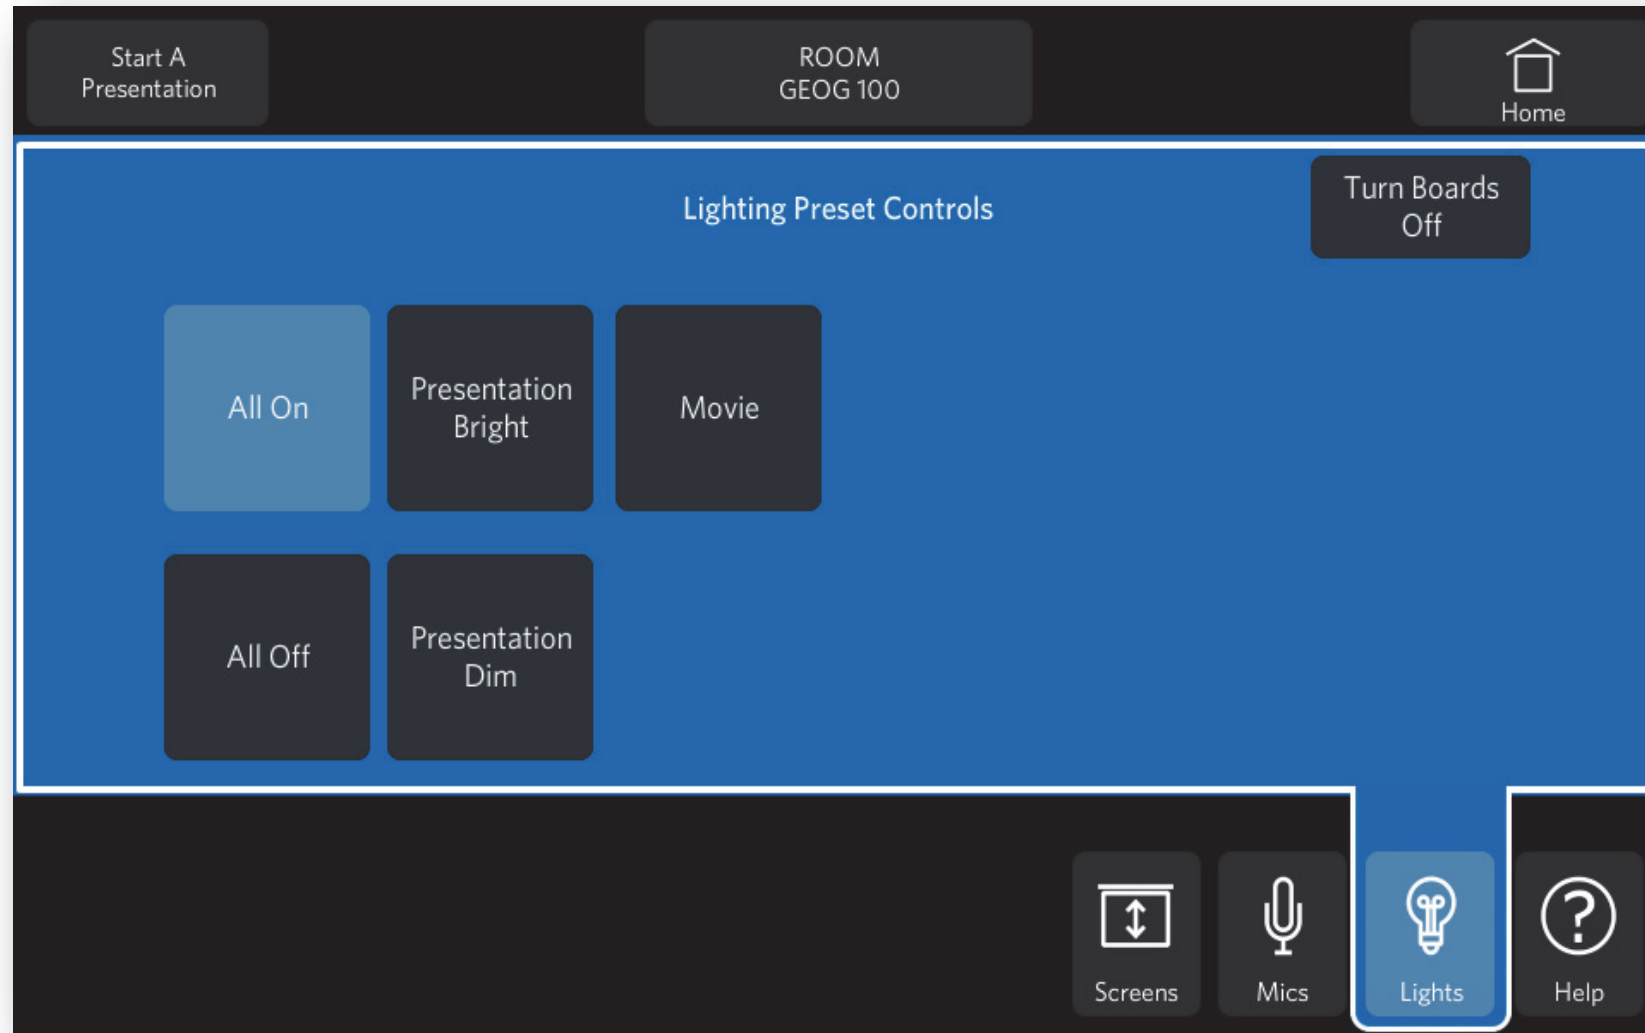 Start A
Presentation
ROOM
GEOG 100
Home
Lighting Preset Controls
Turn Boards
Off
All On
Presentation
Bright
Movie
All Off
Presentation
Dim
Screens
Mics
Lights
Help